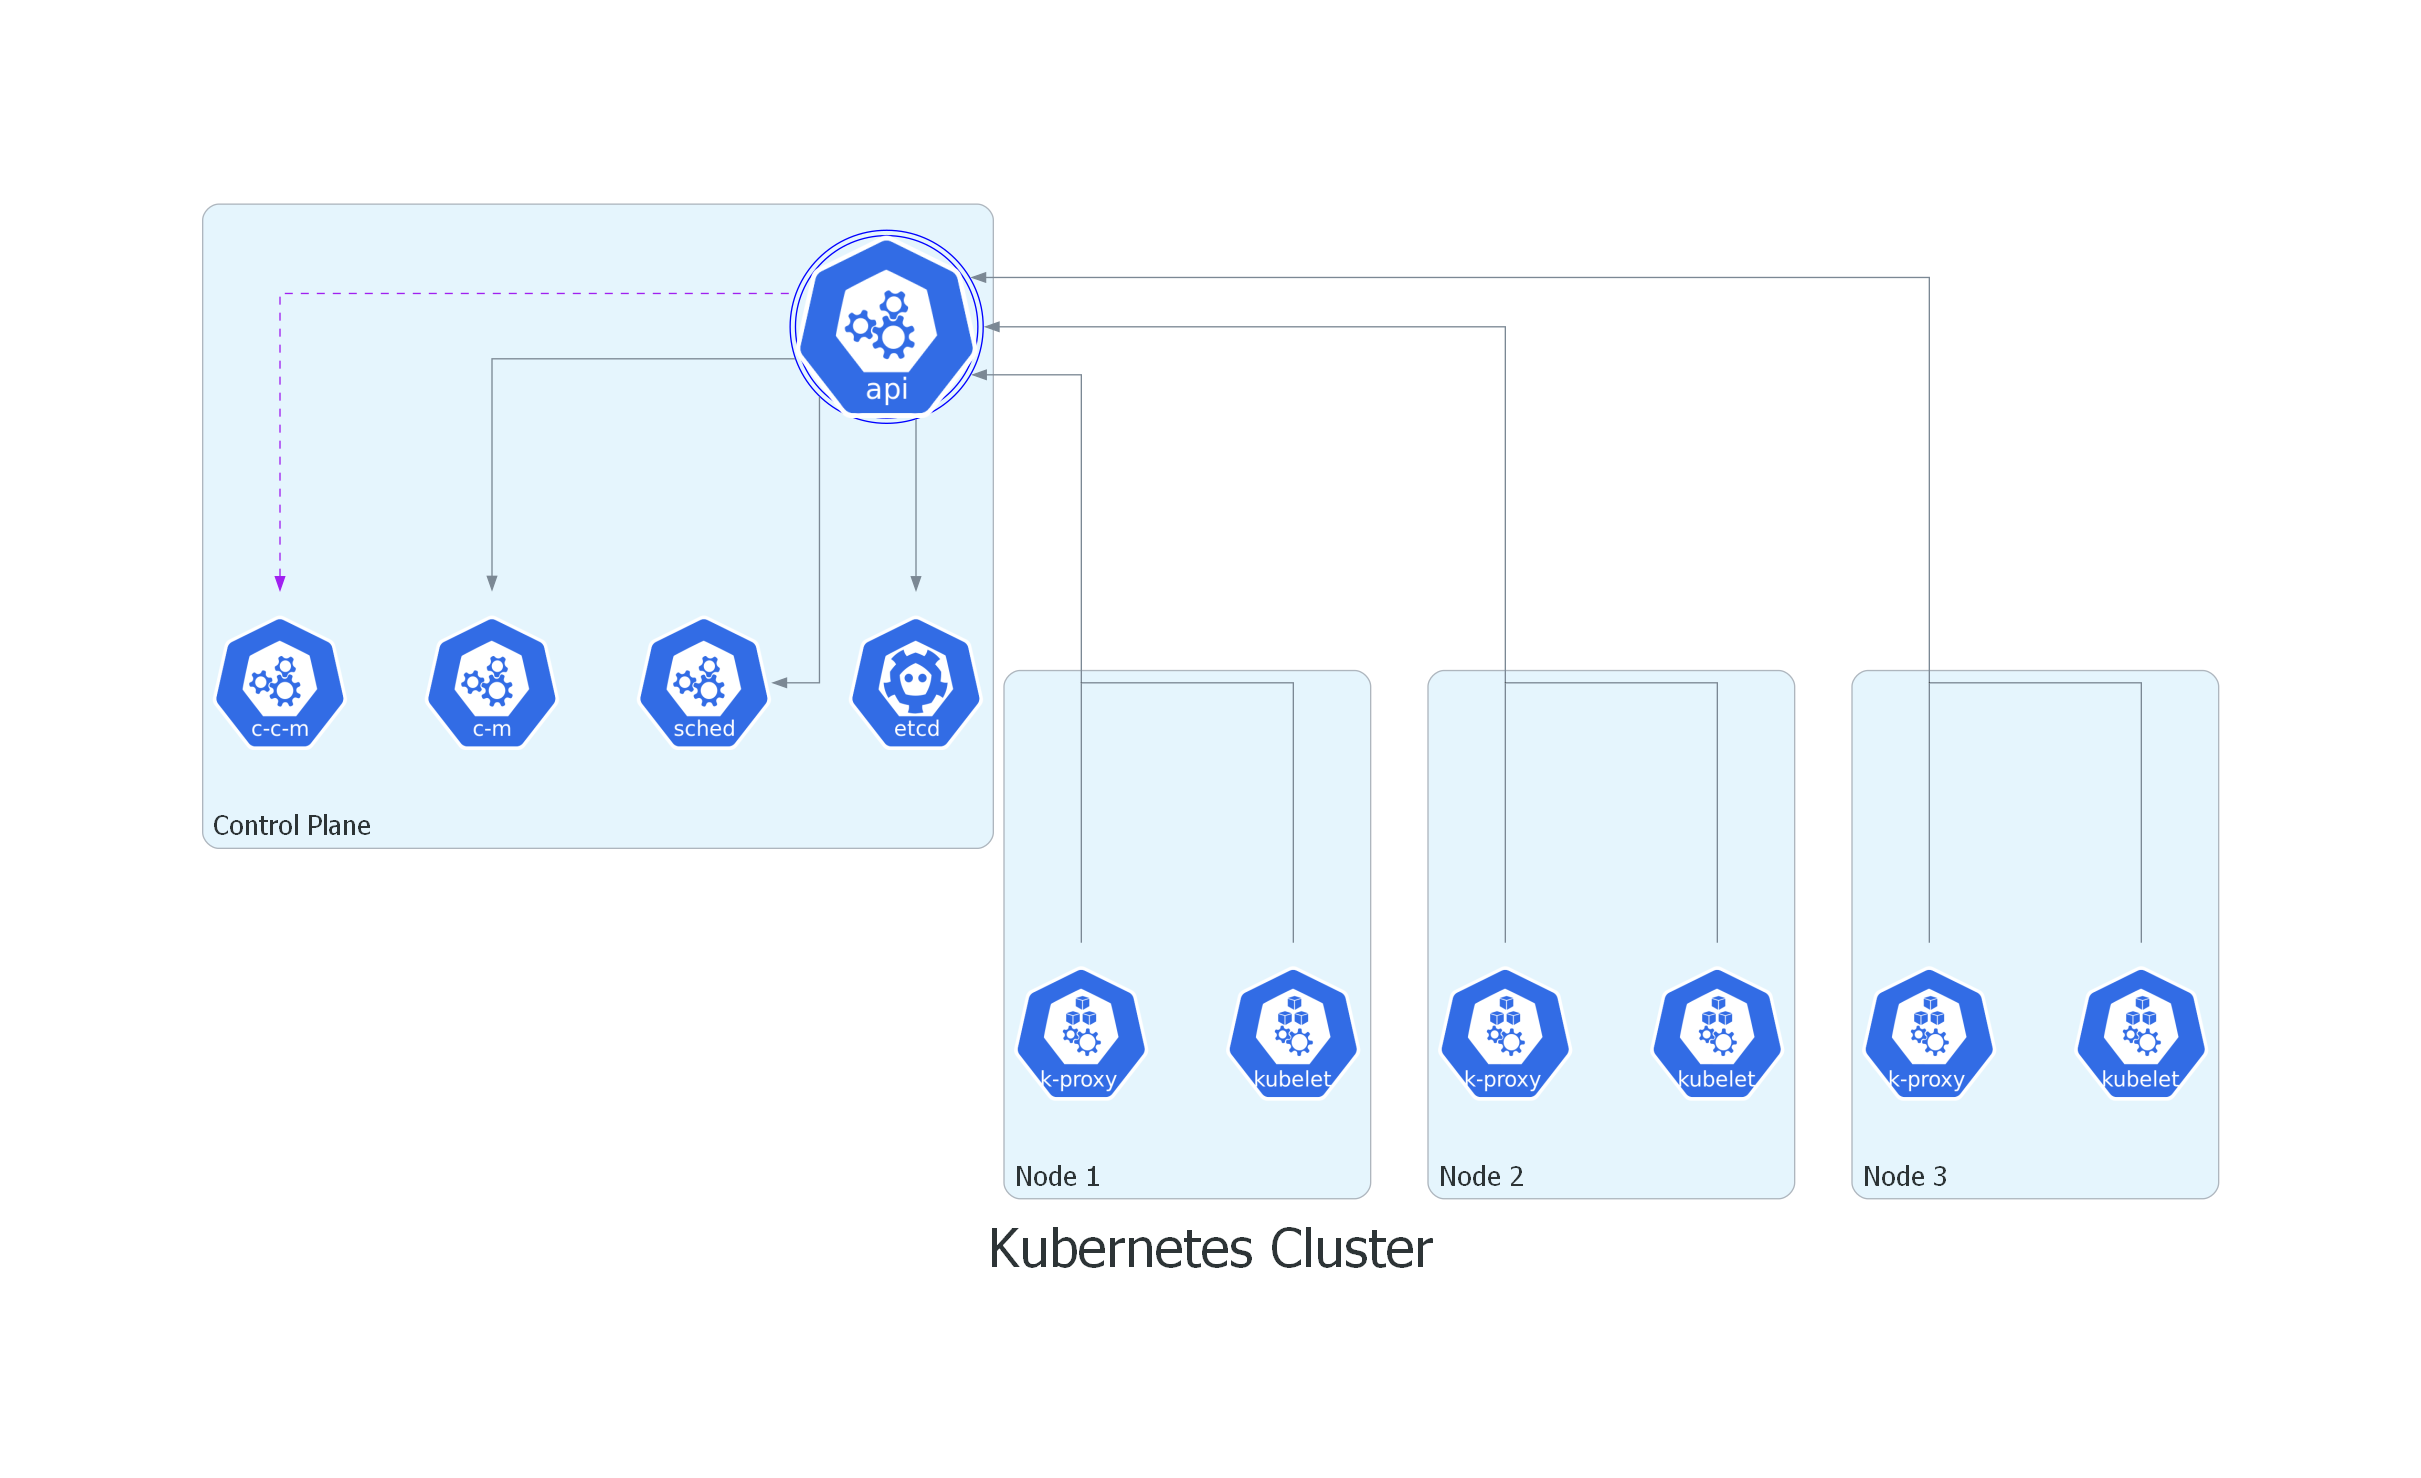 api
c-c-m
c-m
sched
etcd
Control Plane
k-proxy
kubelet
k-proxy
kubelet
k-proxy
kubelet
Node 1
Node 2
Node 3
Kubernetes Cluster